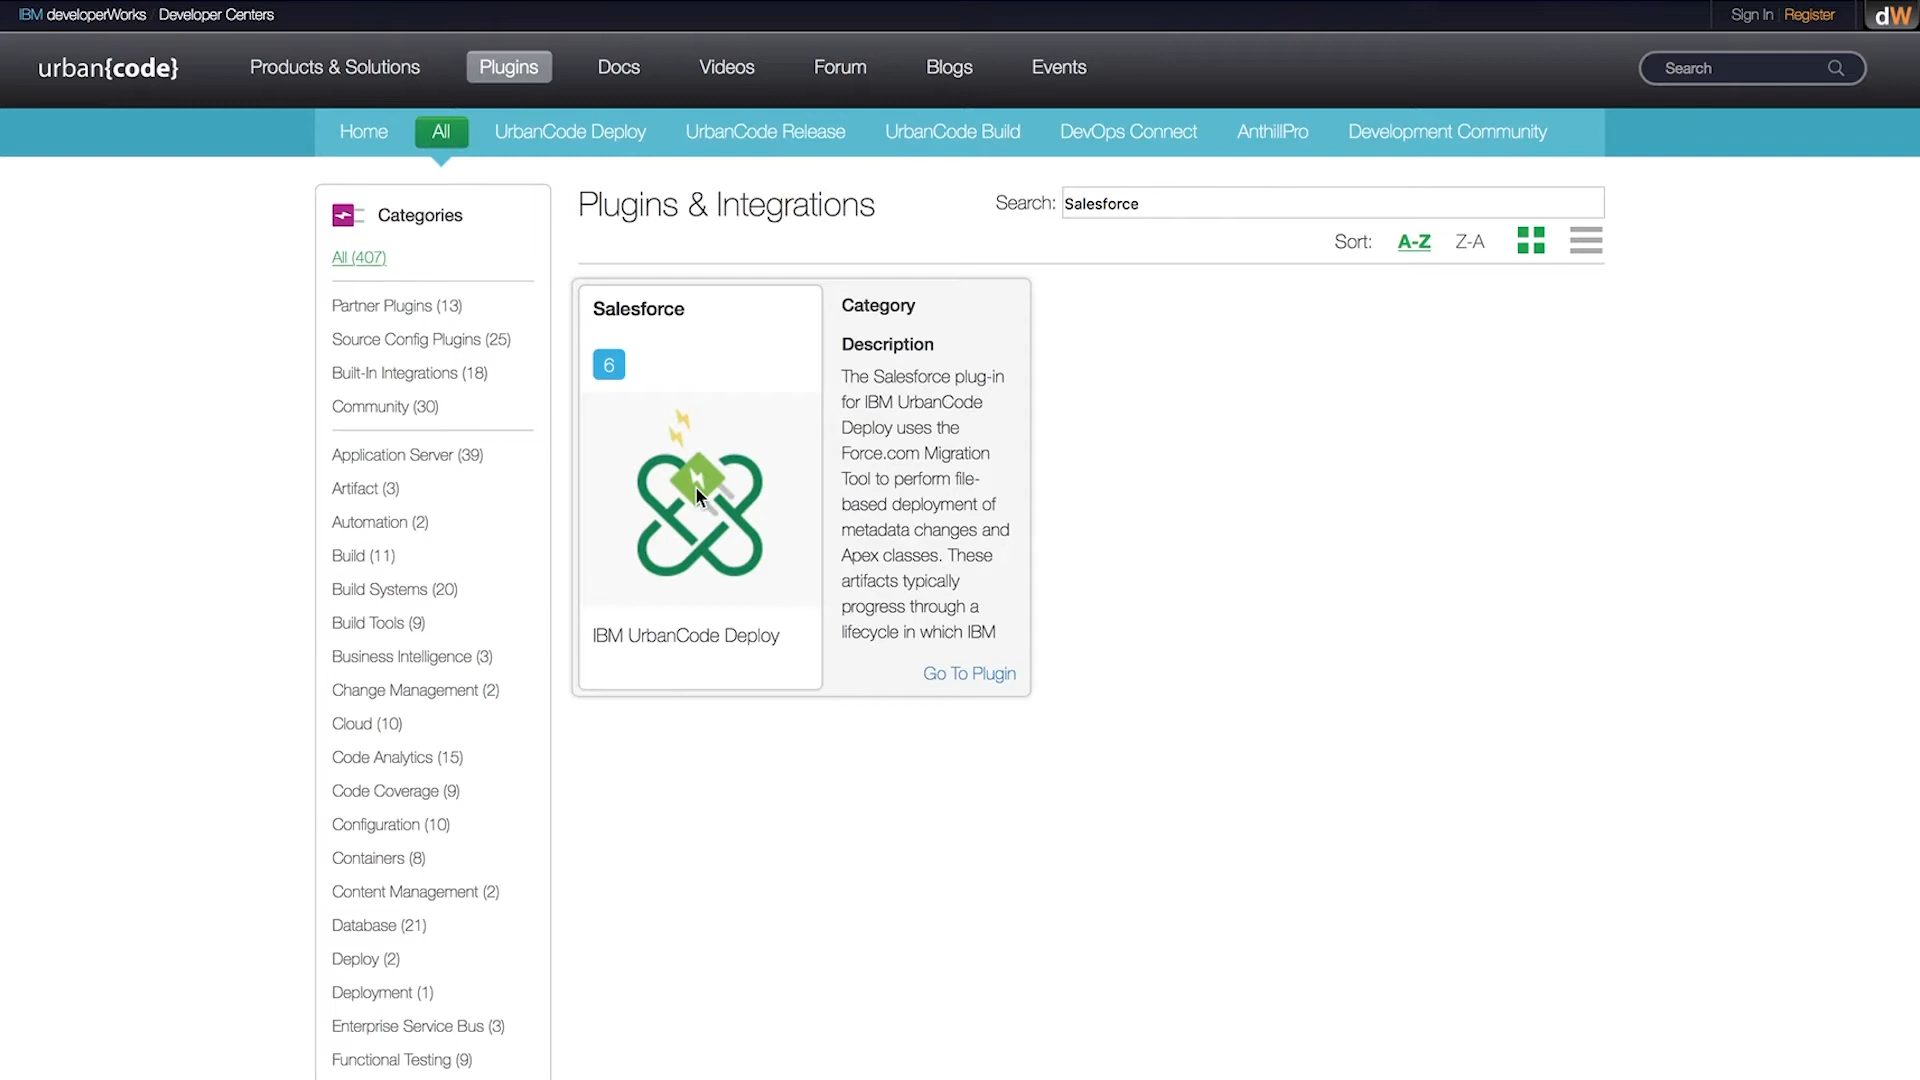 IBM developerWorks Developer Centers
Sign In Register
dW
urban{code}
Products & Solutions
Plugins
Docs
Videos
Forum
Blogs
Events
Search
Home
All
UrbanCode Deploy
UrbanCode Release
UrbanCode Build
DevOps Connect
AnthillPro
Development Community
Categories
All (407)
Partner Plugins (13)
Source Config Plugins (25)
Built-In Integrations (18)
Community (30)
Application Server (39)
Artifact (3)
Automation (2)
Build (11)
Build Systems (20)
Build Tools (9)
Business Intelligence (3)
Change Management (2)
Cloud (10)
Code Analytics (15)
Code Coverage (9)
Configuration (10)
Containers (8)
Content Management (2)
Database (21)
Deploy (2)
Deployment (1)
Enterprise Service Bus (3)
Functional Testing (9)
Plugins & Integrations
Search: Salesforce
Sort: A-Z Z-A
Salesforce
6
IBM UrbanCode Deploy
Category
Description
The Salesforce plug-in
for IBM UrbanCode
Deploy uses the
Force.com Migration
Tool to perform file-
based deployment of
metadata changes and
Apex classes. These
artifacts typically
progress through a
lifecycle in which IBM
Go To Plugin